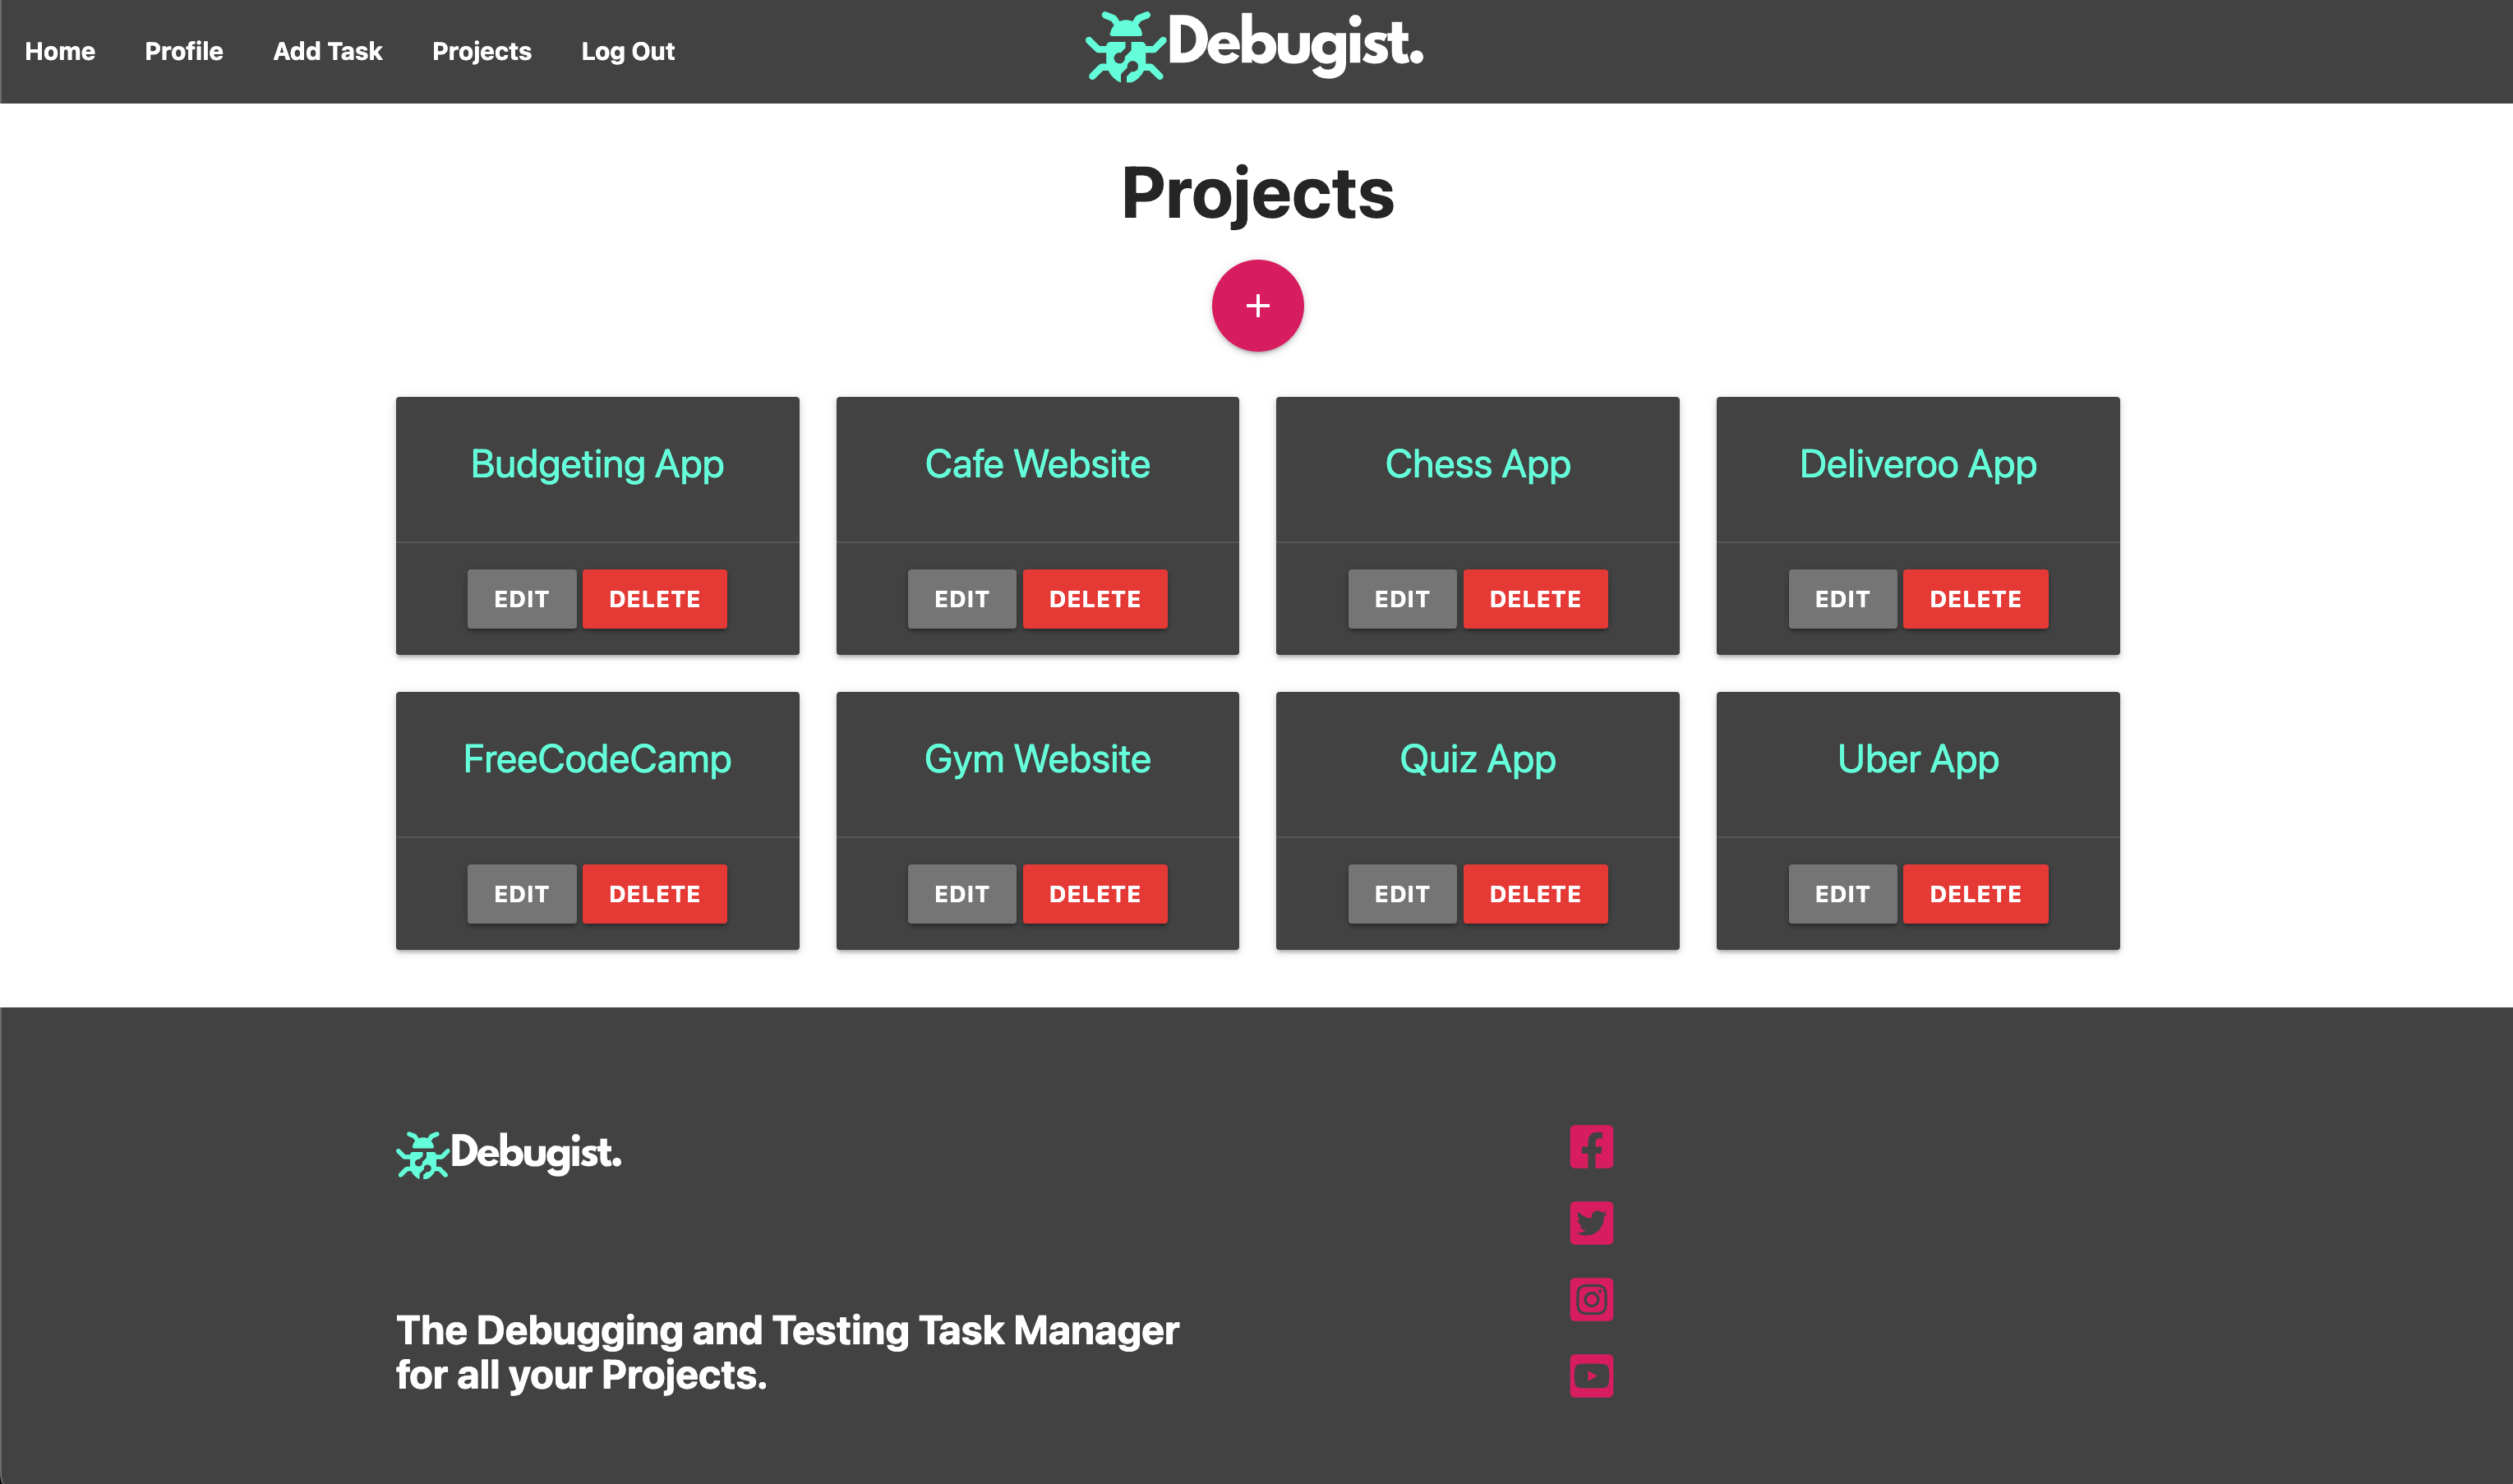 Home Profile Add Task Projects Log Out Debugist.
Projects
+
Budgeting App Cafe Website Chess App Deliveroo App
EDIT DELETE EDIT DELETE EDIT DELETE EDIT DELETE
FreeCodeCamp Gym Website Quiz App Uber App
EDIT DELETE EDIT DELETE EDIT DELETE EDIT DELETE
Debugist.
The Debugging and Testing Task Manager
for all your Projects.